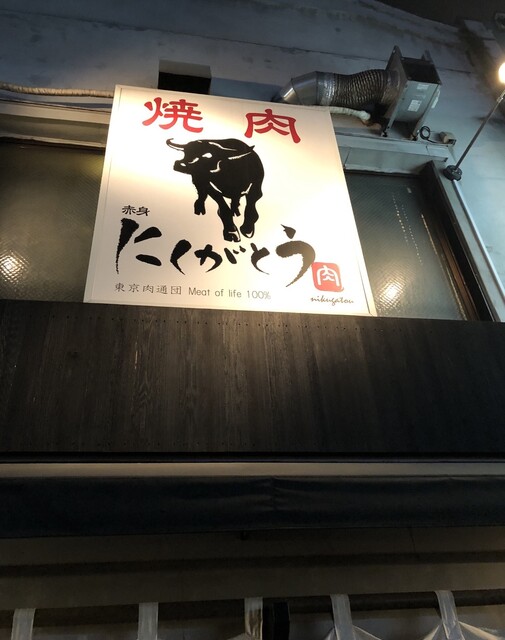 焼肉
赤身
にくがとう
肉
nikugatou
東京肉通団 Meat of life 100%